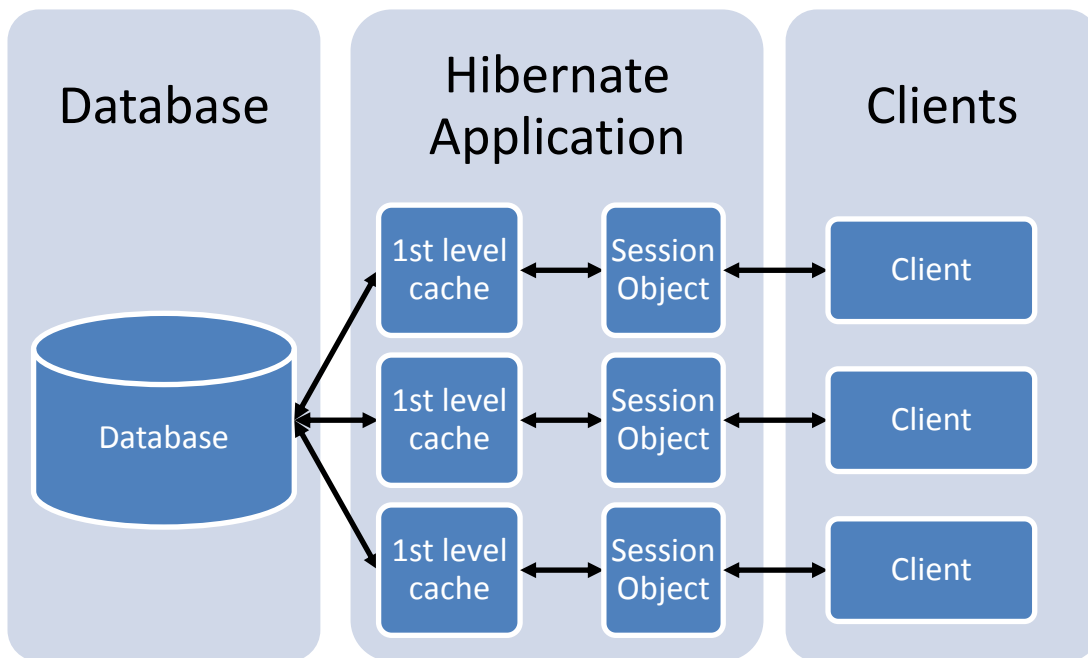 Database
Hibernate
Application
Clients
Database
1st level
cache
Session
Object
Client
1st level
cache
Session
Object
Client
1st level
cache
Session
Object
Client